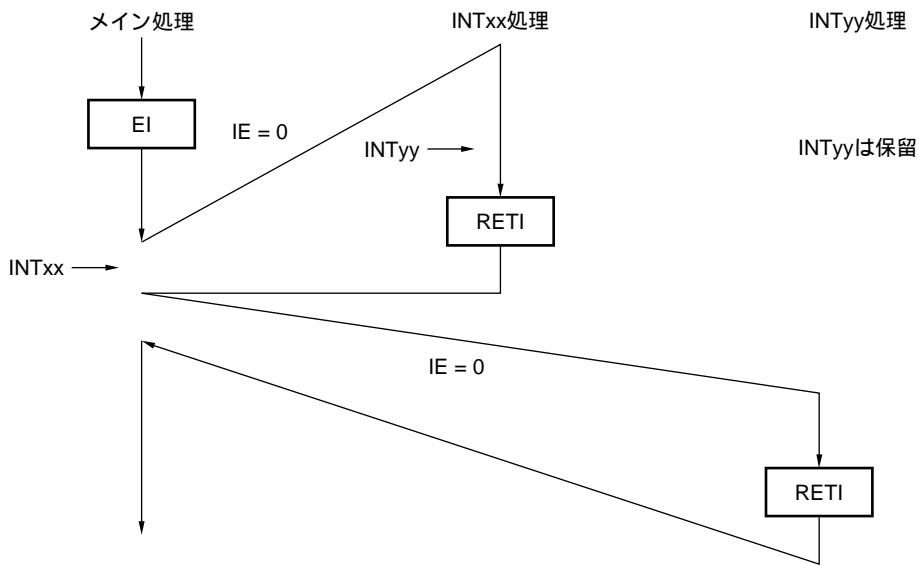 メイン処理
INTxx処理
INTyy処理
EI
IE = 0
INTyy
INTyyは保留
RETI
INTxx
IE = 0
RETI